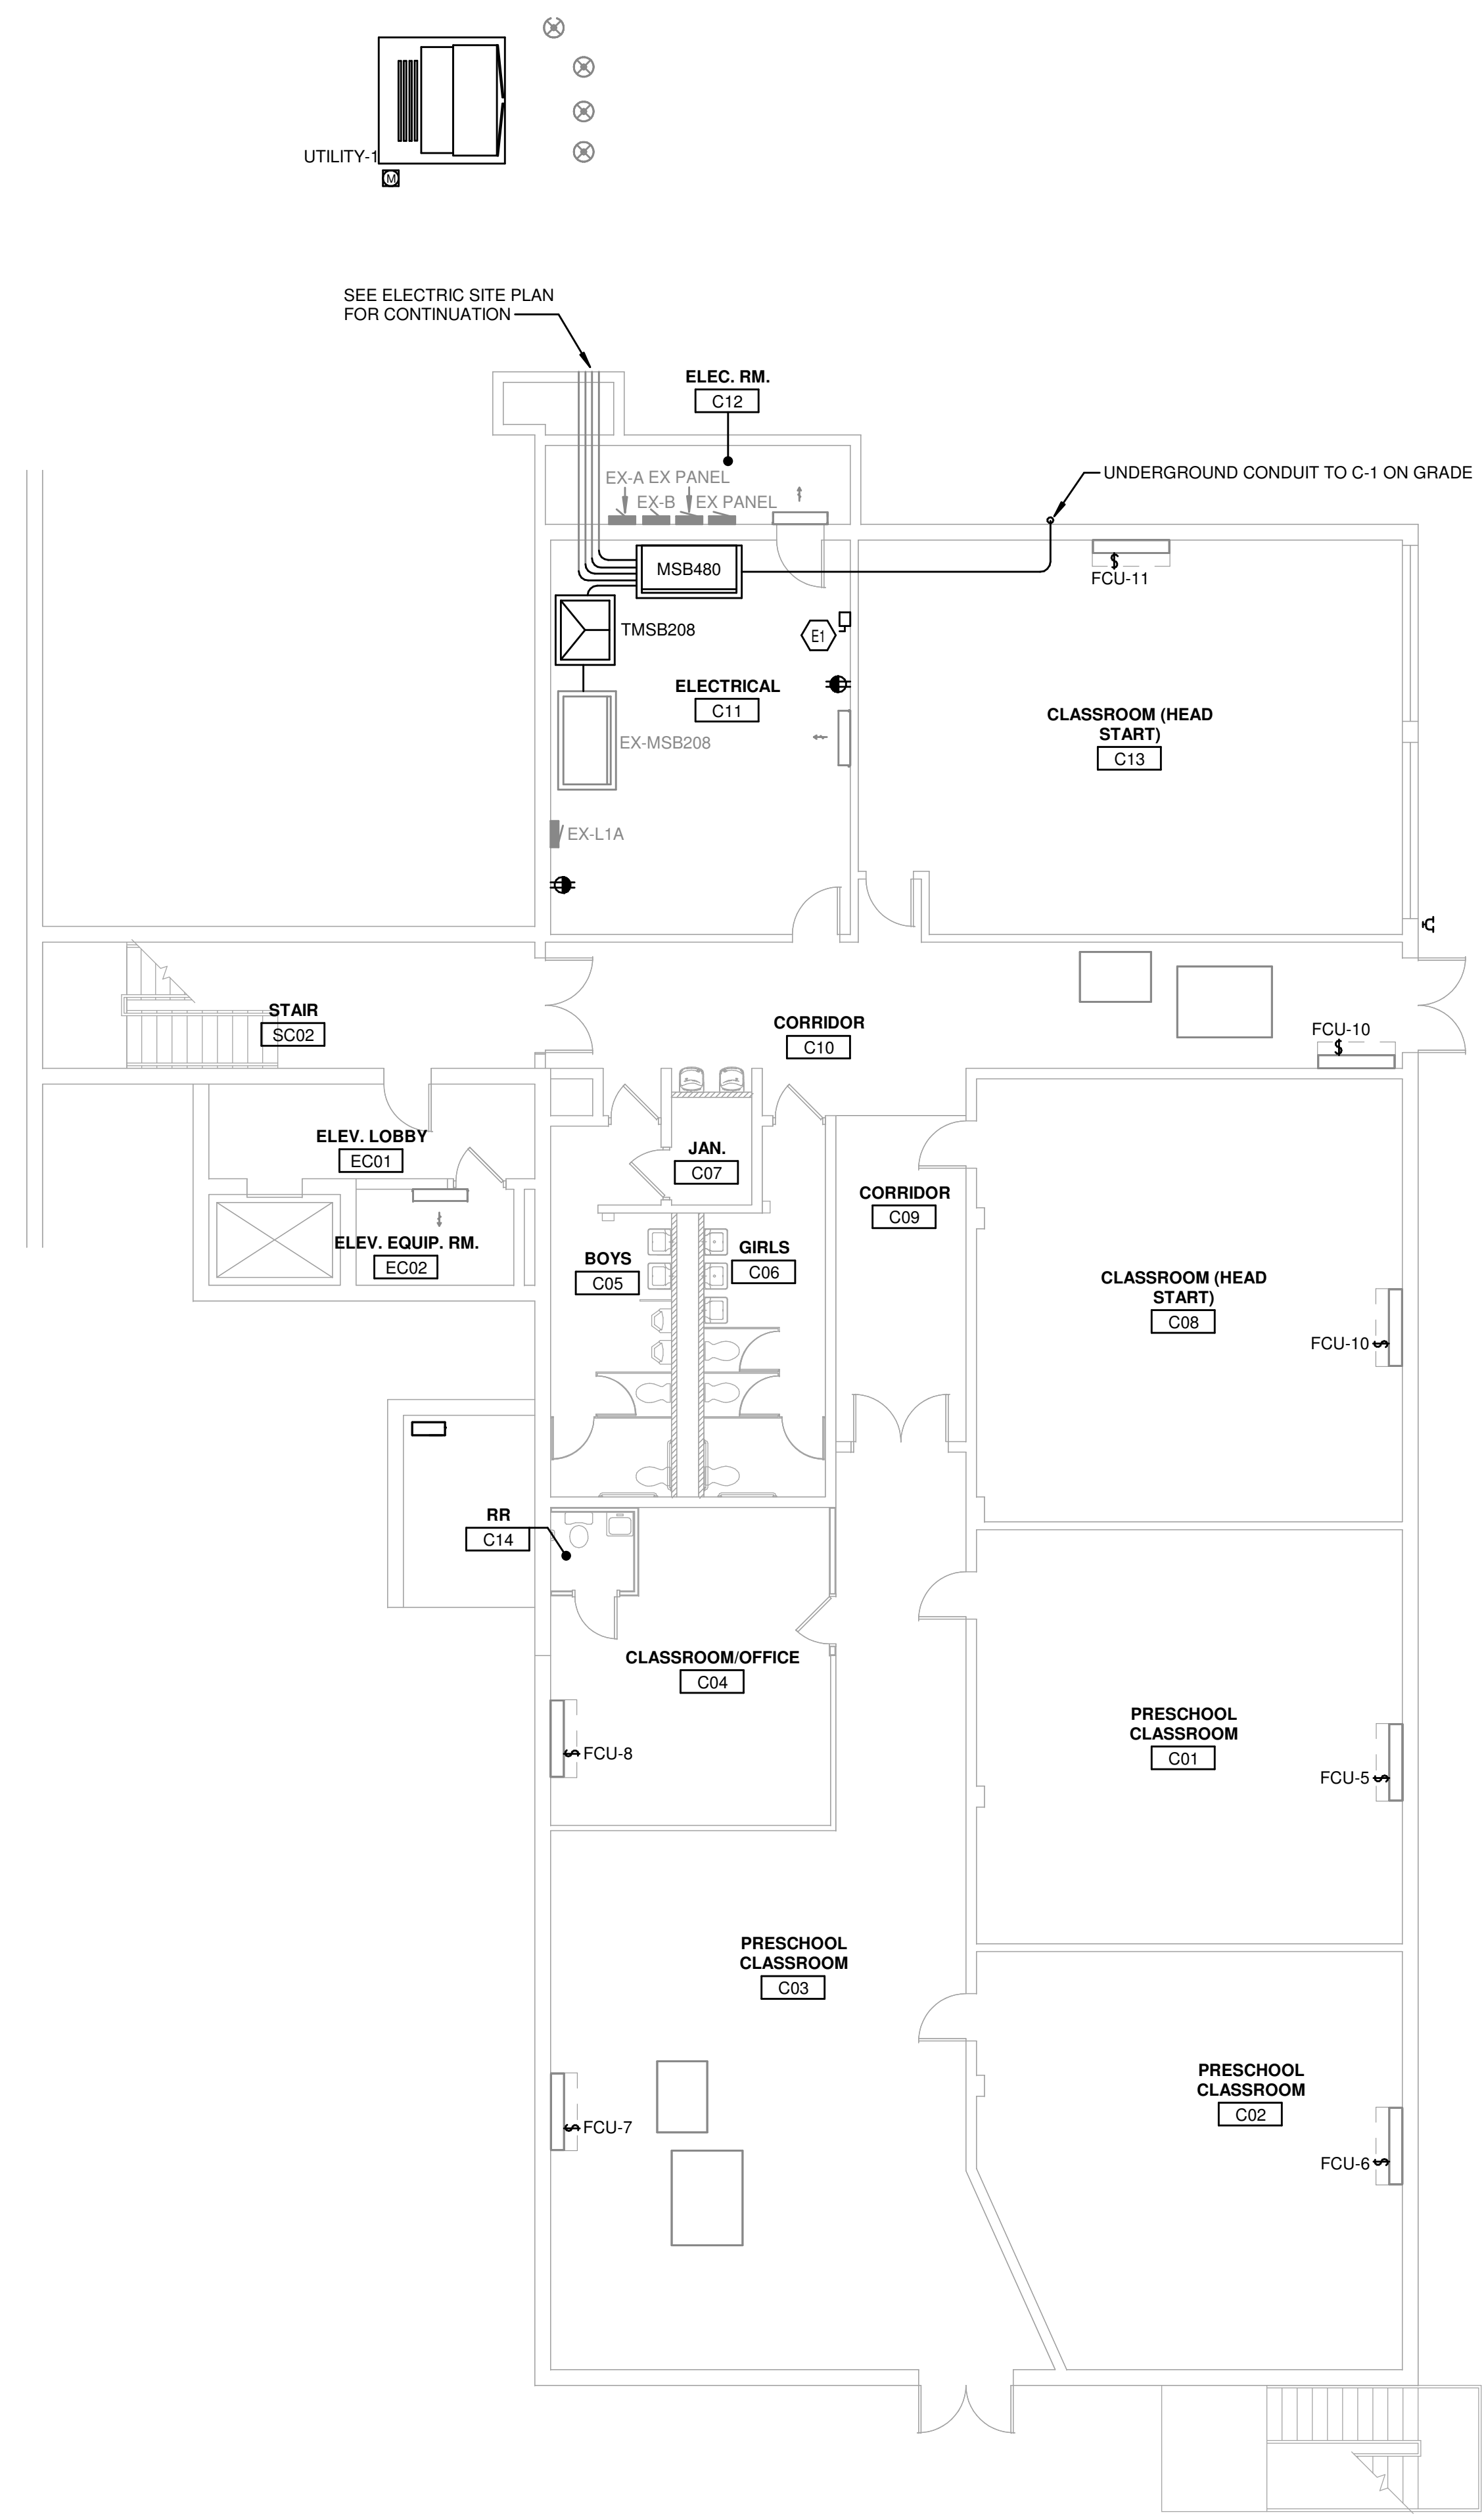 UTILITY-1
M
SEE ELECTRIC SITE PLAN
FOR CONTINUATION
ELEC. RM.
C12
UNDERGROUND CONDUIT TO C-1 ON GRADE
EX-A EX PANEL
EX-B EX PANEL
MSB480
FCU-11
TMSB208
E1
ELECTRICAL
C11
CLASSROOM (HEAD
START)
C13
EX-MSB208
EX-L1A
STAIR
SC02
CORRIDOR
C10
FCU-10
ELEV. LOBBY
EC01
JAN.
C07
CORRIDOR
C09
ELEV. EQUIP. RM.
EC02
BOYS
C05
GIRLS
C06
CLASSROOM (HEAD
START)
C08
FCU-10
RR
C14
CLASSROOM/OFFICE
C04
FCU-8
PRESCHOOL
CLASSROOM
C01
FCU-5
PRESCHOOL
CLASSROOM
C03
PRESCHOOL
CLASSROOM
C02
FCU-7
FCU-6